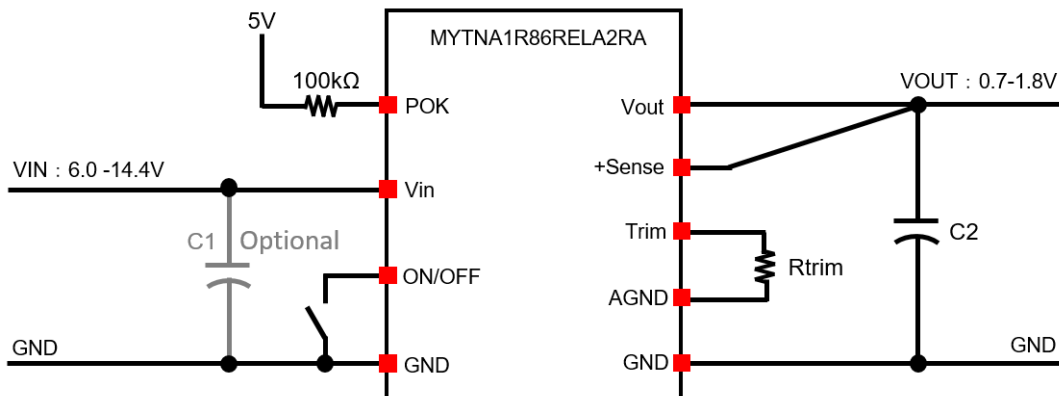 5V
MYTNA1R86RELA2RA
100kΩ
POK
Vout
VOUT : 0.7-1.8V
+Sense
VIN : 6.0 -14.4V
Vin
C1 Optional
Trim
Rtrim
C2
ON/OFF
AGND
GND
GND
GND
GND